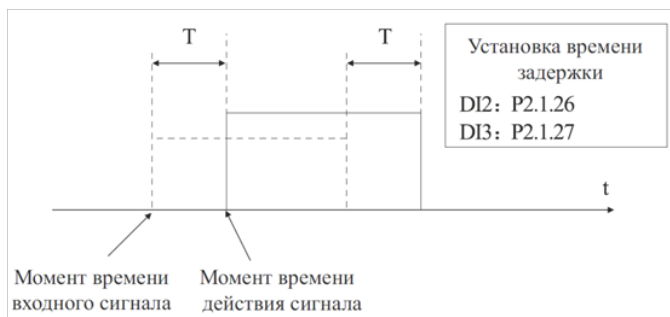 T
T
Установка времени
задержки
DI2: P2.1.26
DI3: P2.1.27
t
Момент времени
входного сигнала
Момент времени
действия сигнала